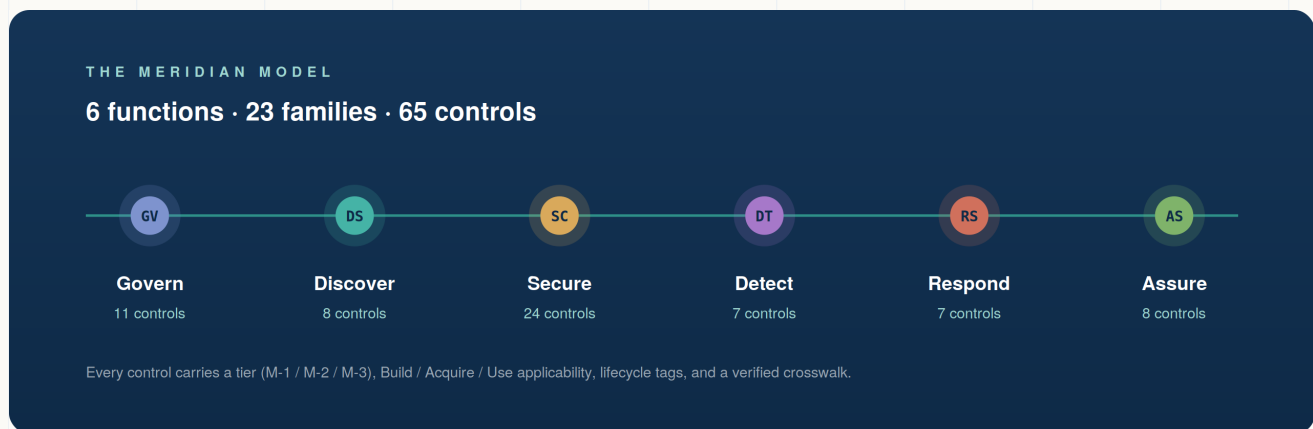 THE MERIDIAN MODEL
6 functions · 23 families · 65 controls
GV DS SC DT RS AS
Govern Discover Secure Detect Respond Assure
11 controls 8 controls 24 controls 7 controls 7 controls 8 controls
Every control carries a tier (M-1 / M-2 / M-3), Build / Acquire / Use applicability, lifecycle tags, and a verified crosswalk.